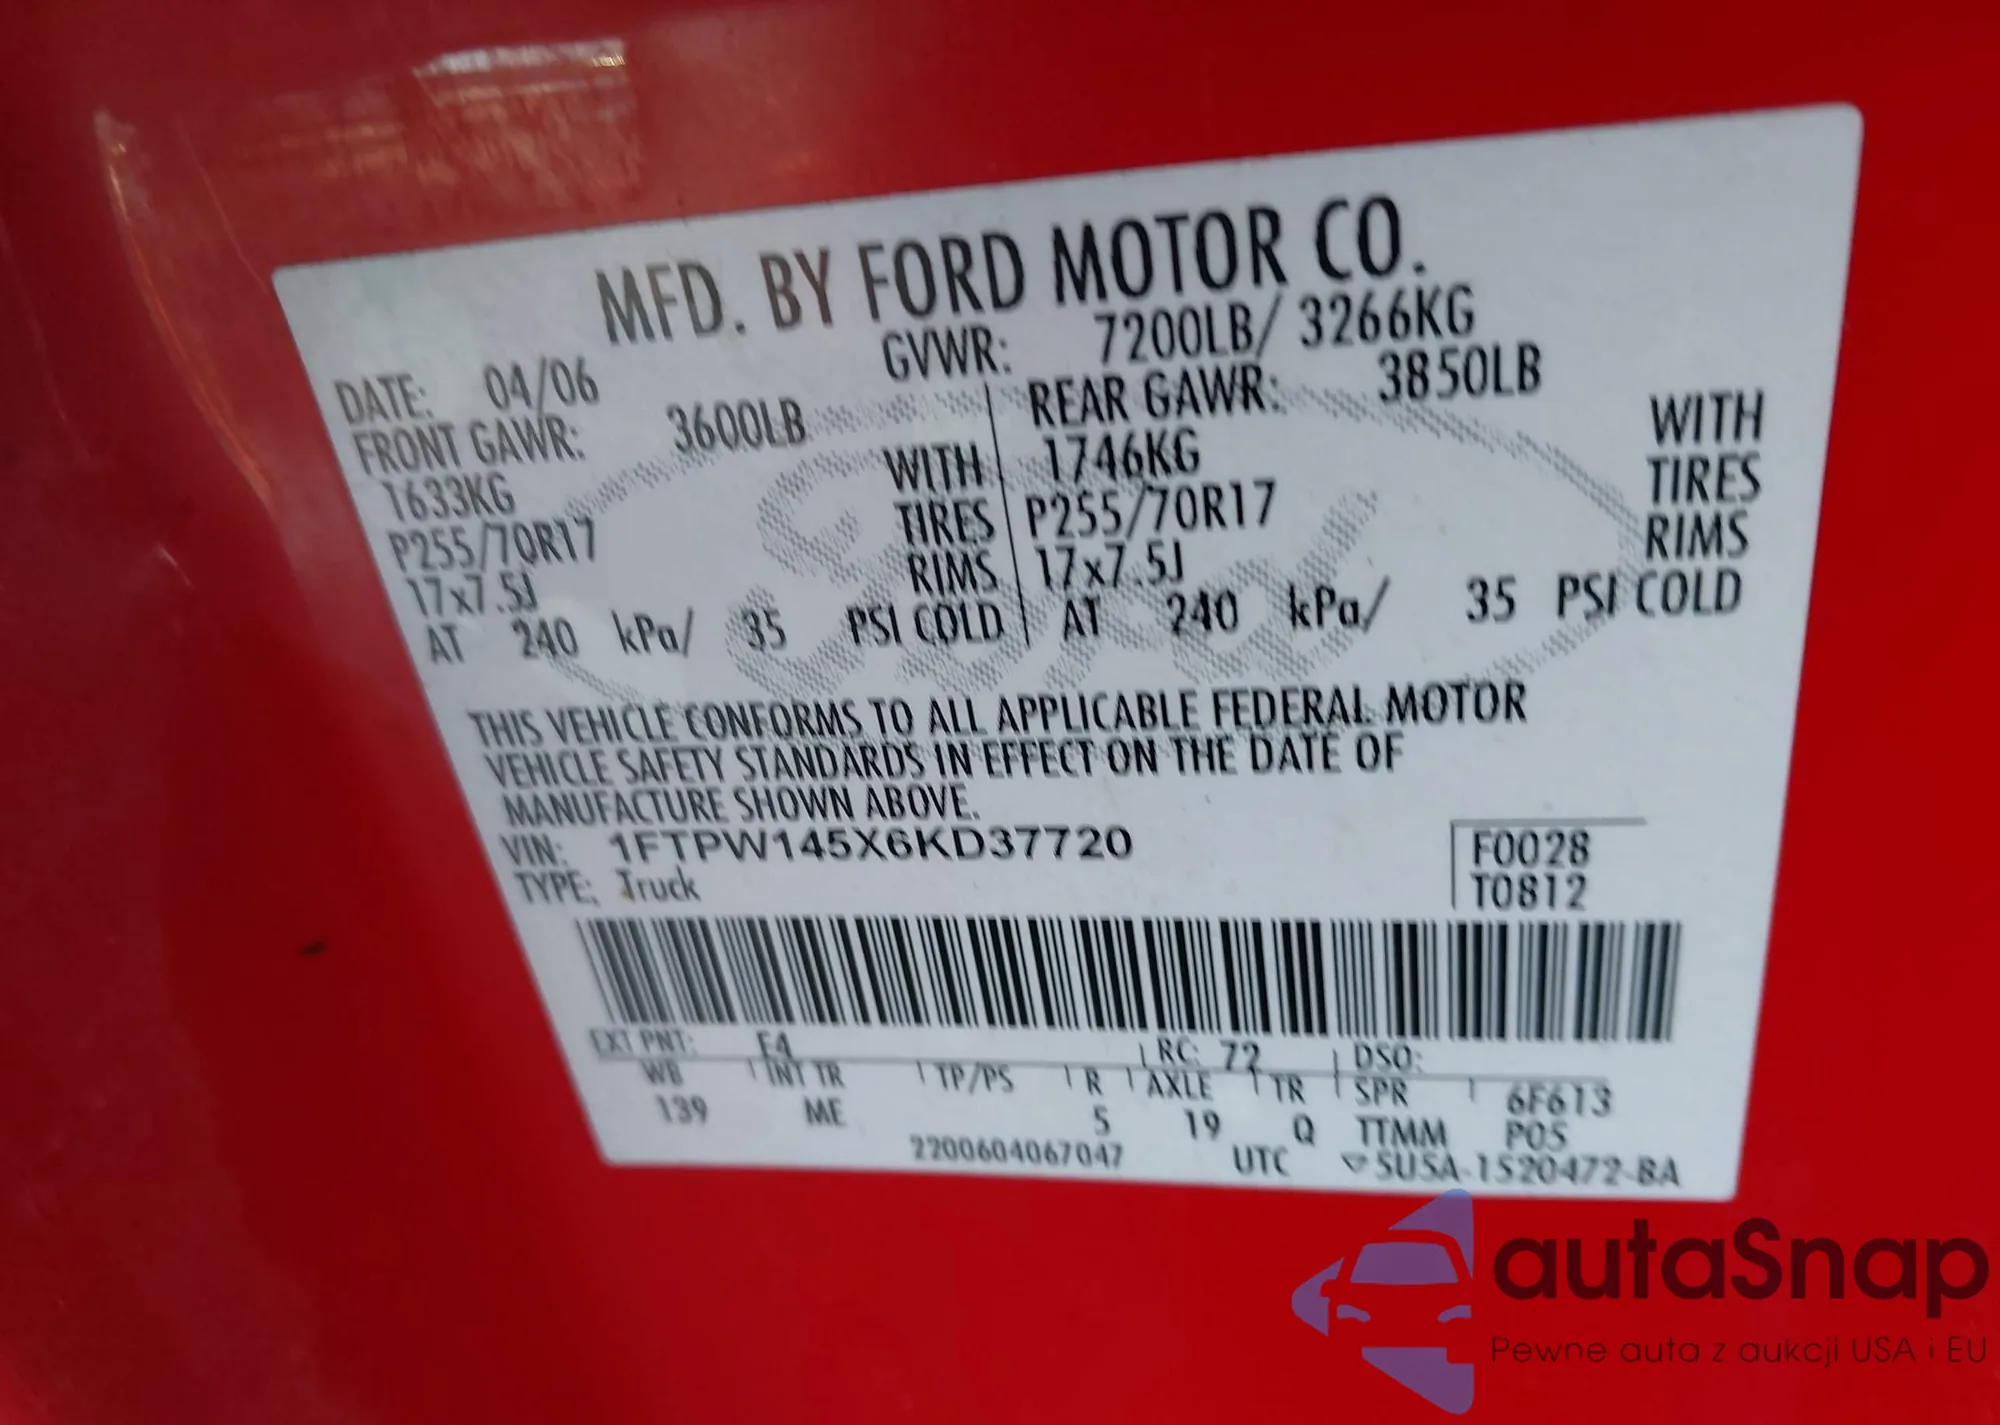 MFD. BY FORD MOTOR CO.
DATE: 04/06 GVWR: 7200LB/ 3266KG
FRONT GAWR: 3600LB REAR GAWR: 3850LB
1633KG WITH 1746KG WITH
P255/70R17 TIRES P255/70R17 TIRES
17x7.5J RIMS 17x7.5J RIMS
AT 240 kPa/ 35 PSI COLD AT 240 kPa/ 35 PSI COLD
THIS VEHICLE CONFORMS TO ALL APPLICABLE FEDERAL MOTOR
VEHICLE SAFETY STANDARDS IN EFFECT ON THE DATE OF
MANUFACTURE SHOWN ABOVE.
VIN: 1FTPW145X6KD37720 F0028
TYPE: Truck T0812
EXT PNT: E4 RC: 72 DSO:
WB INT TR TP/PS R AXLE TR SPR 6F613
139 ME 5 19 Q TTMM POS
2200604067047 UTC ▽5U5A-1520472-BA
Ford
autaSnap
Pewne auta z aukcji USA i EU